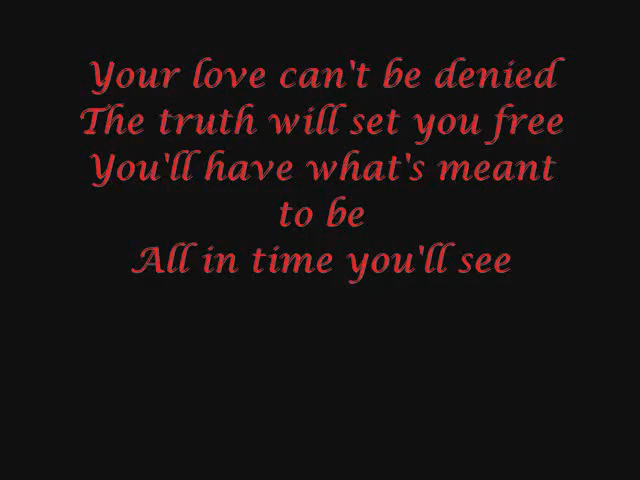 Your love can't be denied
The truth will set you free
You'll have what's meant
to be
All in time you'll see